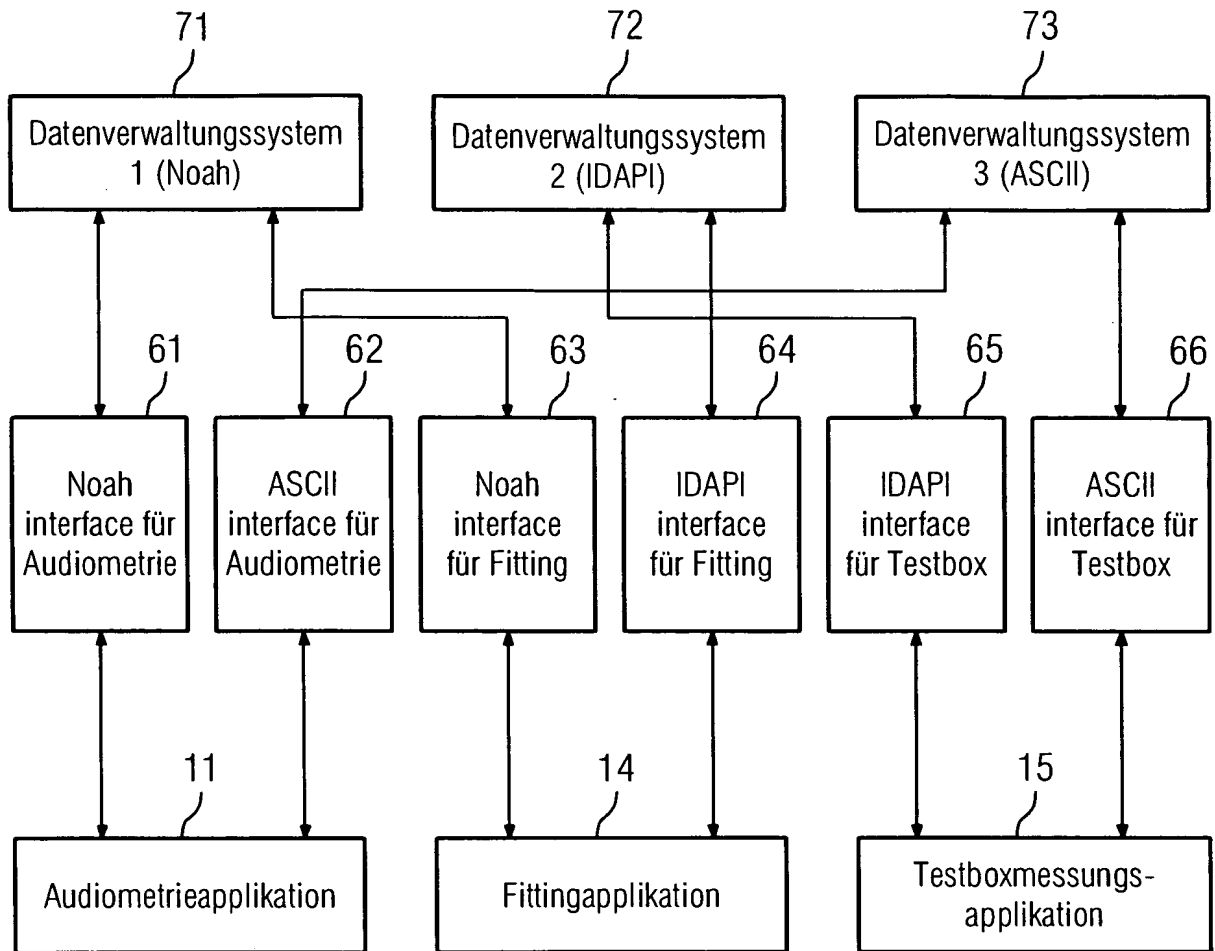 71
72
73
Datenverwaltungssystem
1 (Noah)
Datenverwaltungssystem
2 (IDAPI)
Datenverwaltungssystem
3 (ASCII)
61
62
63
64
65
66
Noah
interface für
Audiometrie
ASCII
interface für
Audiometrie
Noah
interface
für Fitting
IDAPI
interface
für Fitting
IDAPI
interface
für Testbox
ASCII
interface für
Testbox
11
14
15
Audiometrieapplikation
Fittingapplikation
Testboxmessungs-
applikation